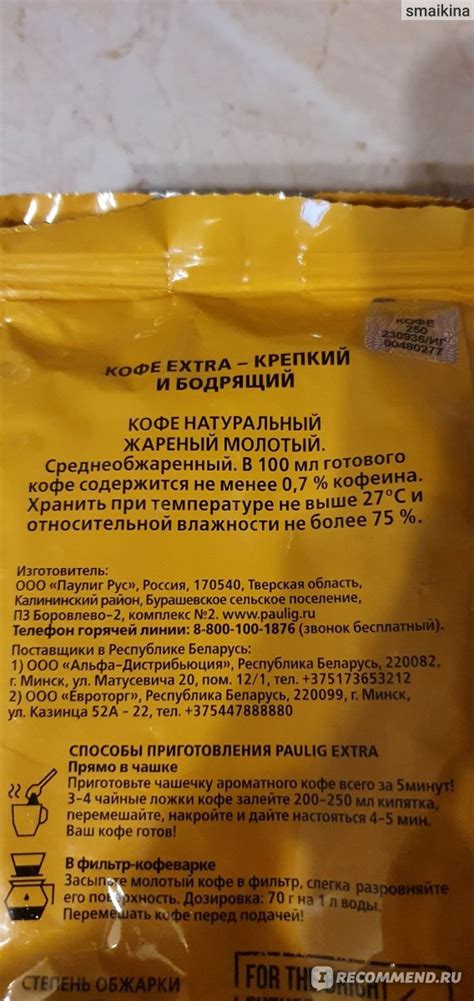 smaikina
КОФЕ
250
230936/ИГ
00480277
КОФЕ EXTRA – КРЕПКИЙ
И БОДРЯЩИЙ
КОФЕ НАТУРАЛЬНЫЙ
ЖАРЕНЫЙ МОЛОТЫЙ.
Среднеобжаренный. В 100 мл готового
кофе содержится не менее 0,7 % кофеина.
Хранить при температуре не выше 27°С и
относительной влажности не более 75 %.
Изготовитель:
ООО «Паулиг Рус», Россия, 170540, Тверская область,
Калининский район, Бурашевское сельское поселение,
ПЗ Боровлево-2, комплекс №2. www.paulig.ru
Телефон горячей линии: 8-800-100-1876 (звонок бесплатный).
Поставщики в Республике Беларусь:
1) ООО «Альфа-Дистрибьюция», Республика Беларусь, 220082,
г. Минск, ул. Матусевича 20, пом. 12/1, тел. +375173653212
2) ООО «Евроторг», Республика Беларусь, 220099, г. Минск,
ул. Казинца 52А - 22, тел. +375447888880
СПОСОБЫ ПРИГОТОВЛЕНИЯ PAULIG EXTRA
Прямо в чашке
Приготовьте чашечку ароматного кофе всего за 5минут!
3-4 чайные ложки кофе залейте 200-250 мл кипятка,
перемешайте, накройте и дайте настояться 4-5 мин.
Ваш кофе готов!
В фильтр-кофеварке
Засыпьте молотый кофе в фильтр, слегка разровняйте
его поверхность. Дозировка: 70 г на 1 л воды.
Перемешать кофе перед подачей!
СТЕПЕНЬ ОБЖАРКИ
FOR THE
I RECOMMEND.RU